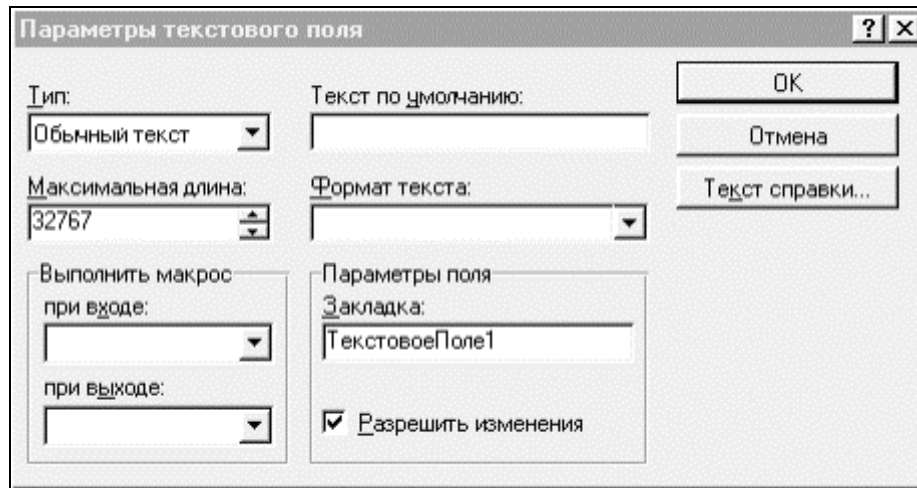 Параметры текстового поля
Тип:
Обычный текст
Текст по умолчанию:
OK
Отмена
Текст справки...
Максимальная длина:
32767
Формат текста:
Выполнить макрос
при входе:
при выходе:
Параметры поля
Закладка:
ТекстовоеПоле1
Разрешить изменения